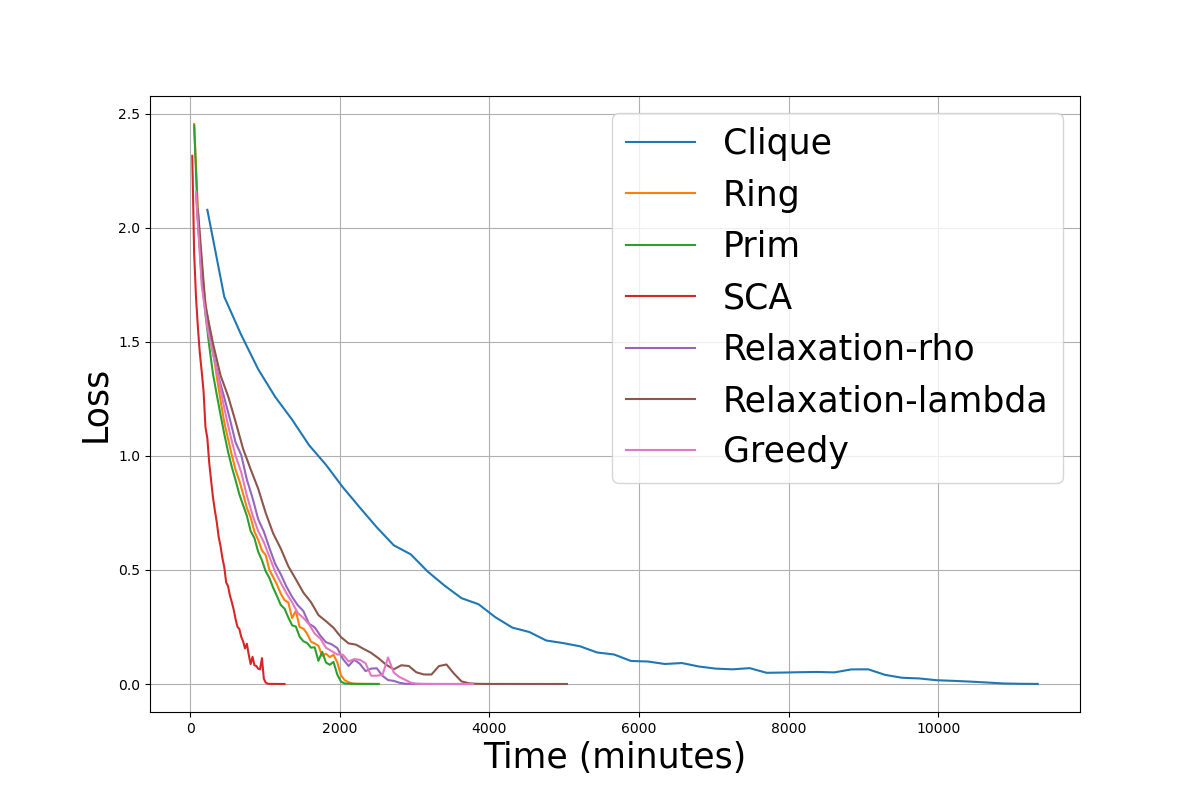 2.5
2.0
1.5
1.0
0.5
0.0
Loss
0
2000
4000
6000
8000
10000
Time (minutes)
Clique
Ring
Prim
SCA
Relaxation-rho
Relaxation-lambda
Greedy